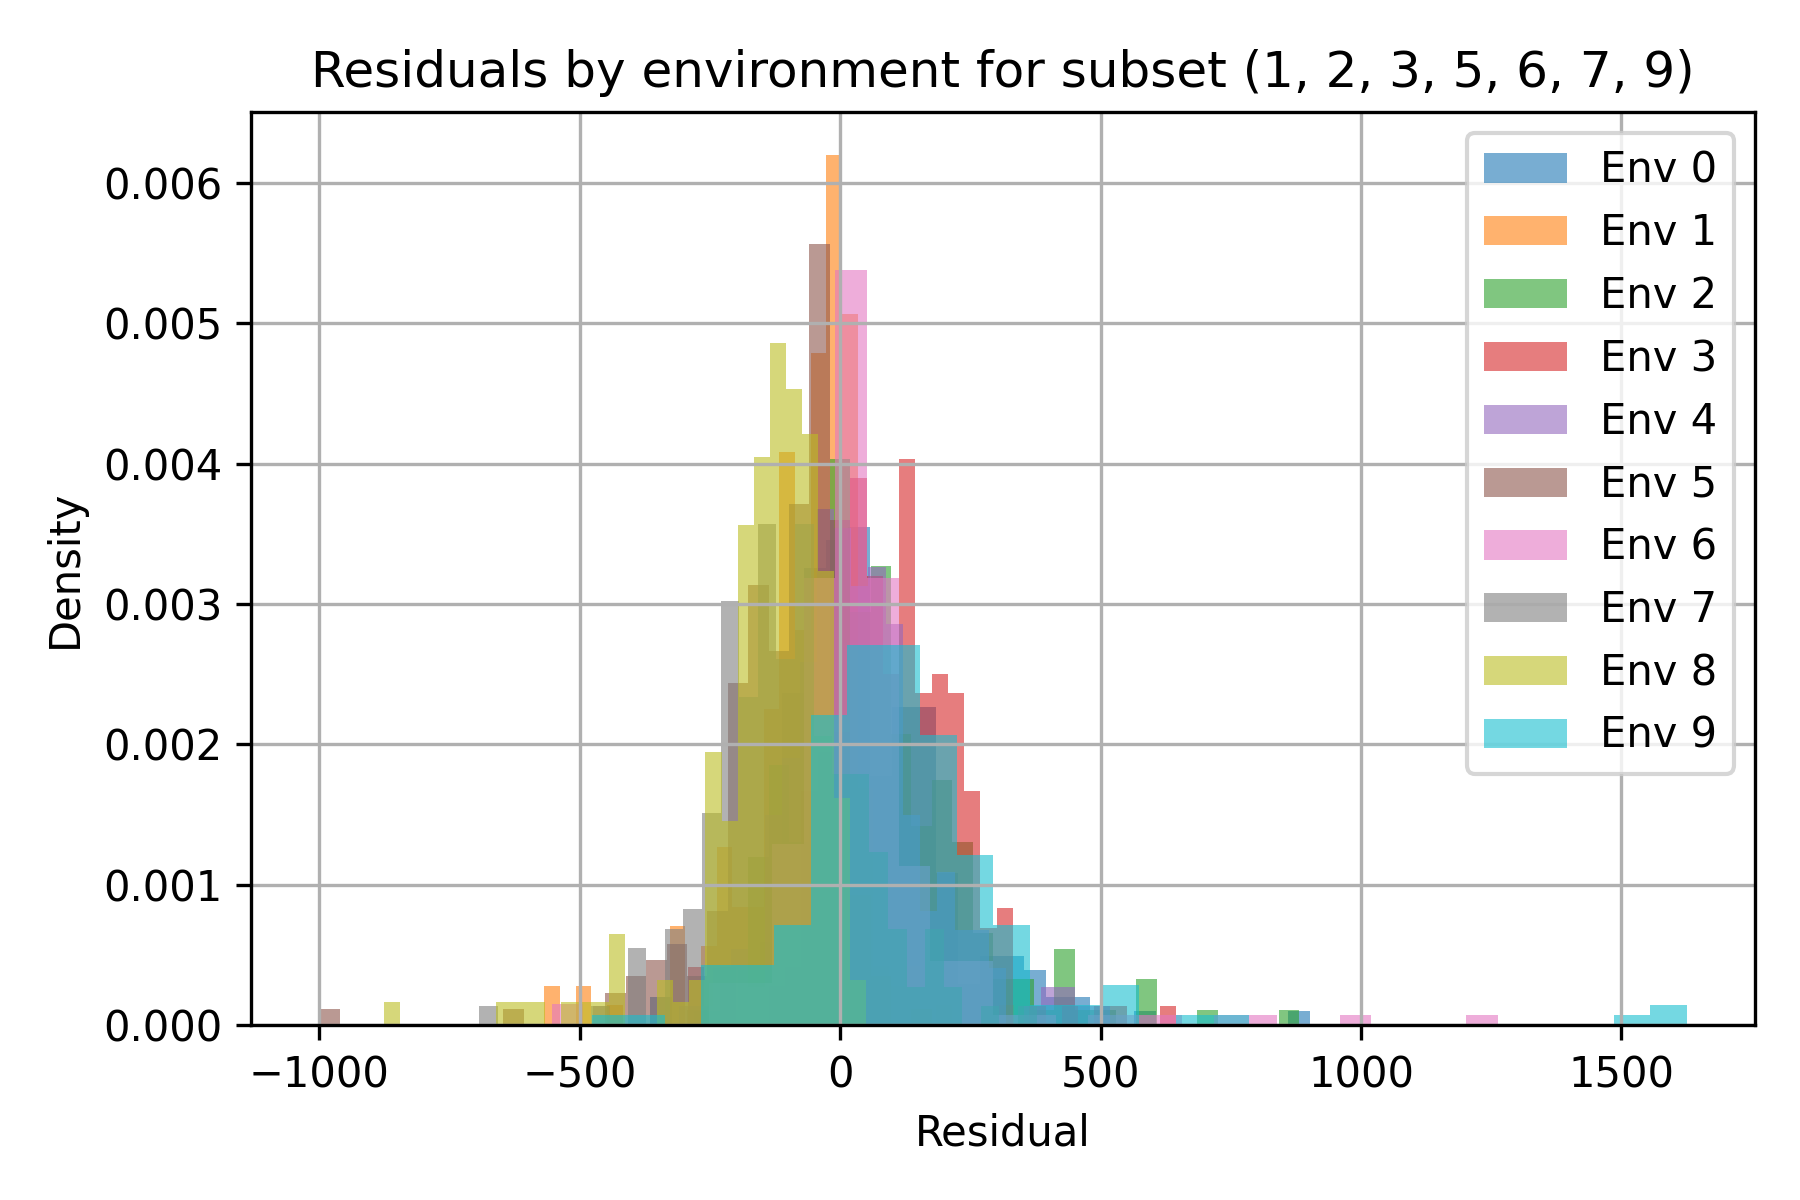 Residuals by environment for subset (1, 2, 3, 5, 6, 7, 9)
0.006
0.005
0.004
0.003
0.002
0.001
0.000
Density
−1000
−500
0
500
1000
1500
Residual
Env 0
Env 1
Env 2
Env 3
Env 4
Env 5
Env 6
Env 7
Env 8
Env 9